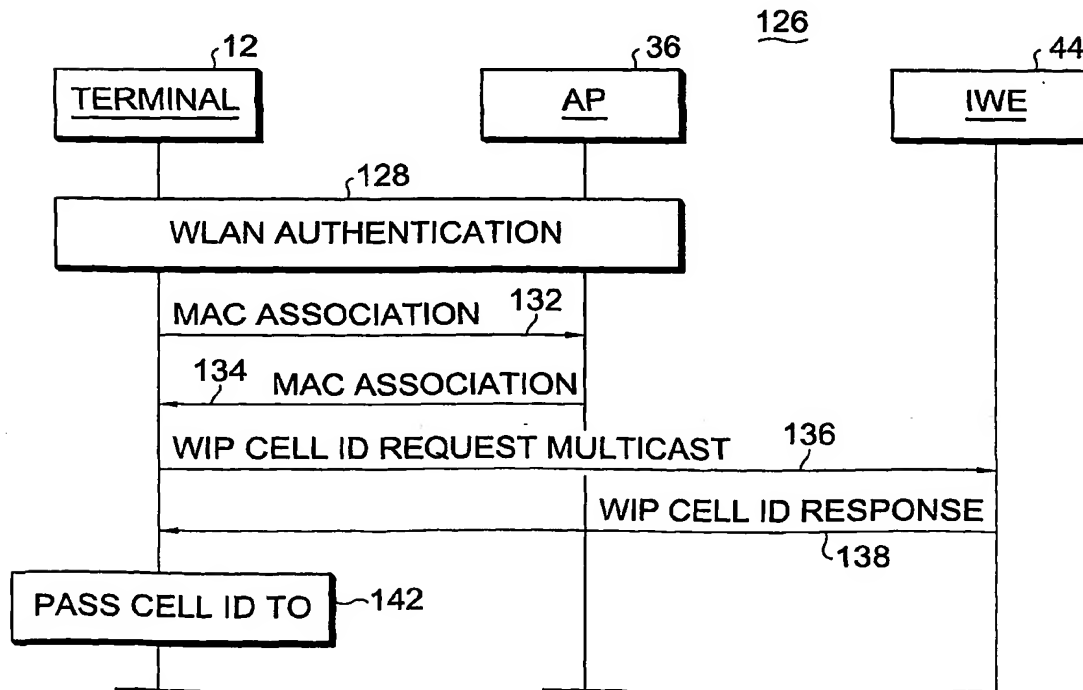 126
12
36
44
TERMINAL
AP
IWE
128
WLAN AUTHENTICATION
MAC ASSOCIATION
132
134
MAC ASSOCIATION
WIP CELL ID REQUEST MULTICAST
136
WIP CELL ID RESPONSE
138
PASS CELL ID TO
142